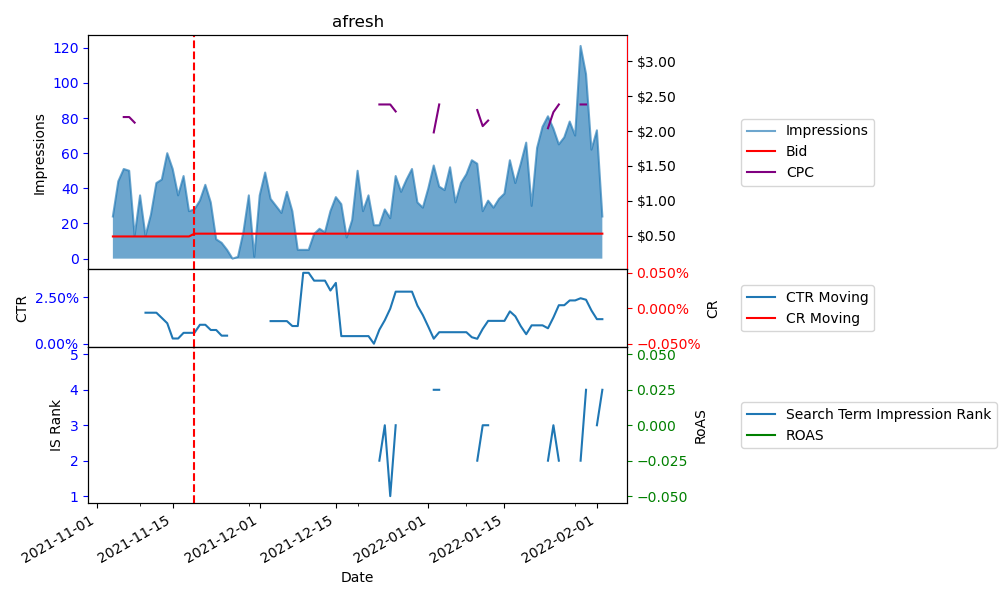 afresh
120
100
80
60
40
20
0
Impressions
$3.00
$2.50
$2.00
$1.50
$1.00
$0.50
Impressions
Bid
CPC
2.50%
0.00%
CTR
0.050%
0.000%
−0.050%
CR
CTR Moving
CR Moving
5
4
3
2
1
IS Rank
0.050
0.025
0.000
−0.025
−0.050
RoAS
Search Term Impression Rank
ROAS
2021-11-01
2021-11-15
2021-12-01
2021-12-15
2022-01-01
2022-01-15
2022-02-01
Date